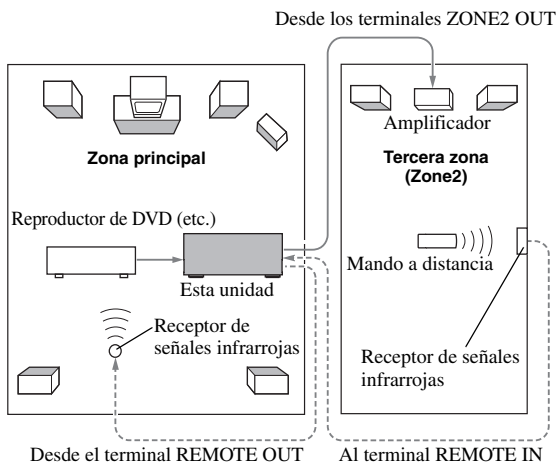 Desde los terminales ZONE2 OUT
Zona principal
Reproductor de DVD (etc.)
Esta unidad
Receptor de
señales infrarrojas
Desde el terminal REMOTE OUT
Amplificador
Tercera zona
(Zone2)
Mando a distancia
Receptor de señales
infrarrojas
Al terminal REMOTE IN